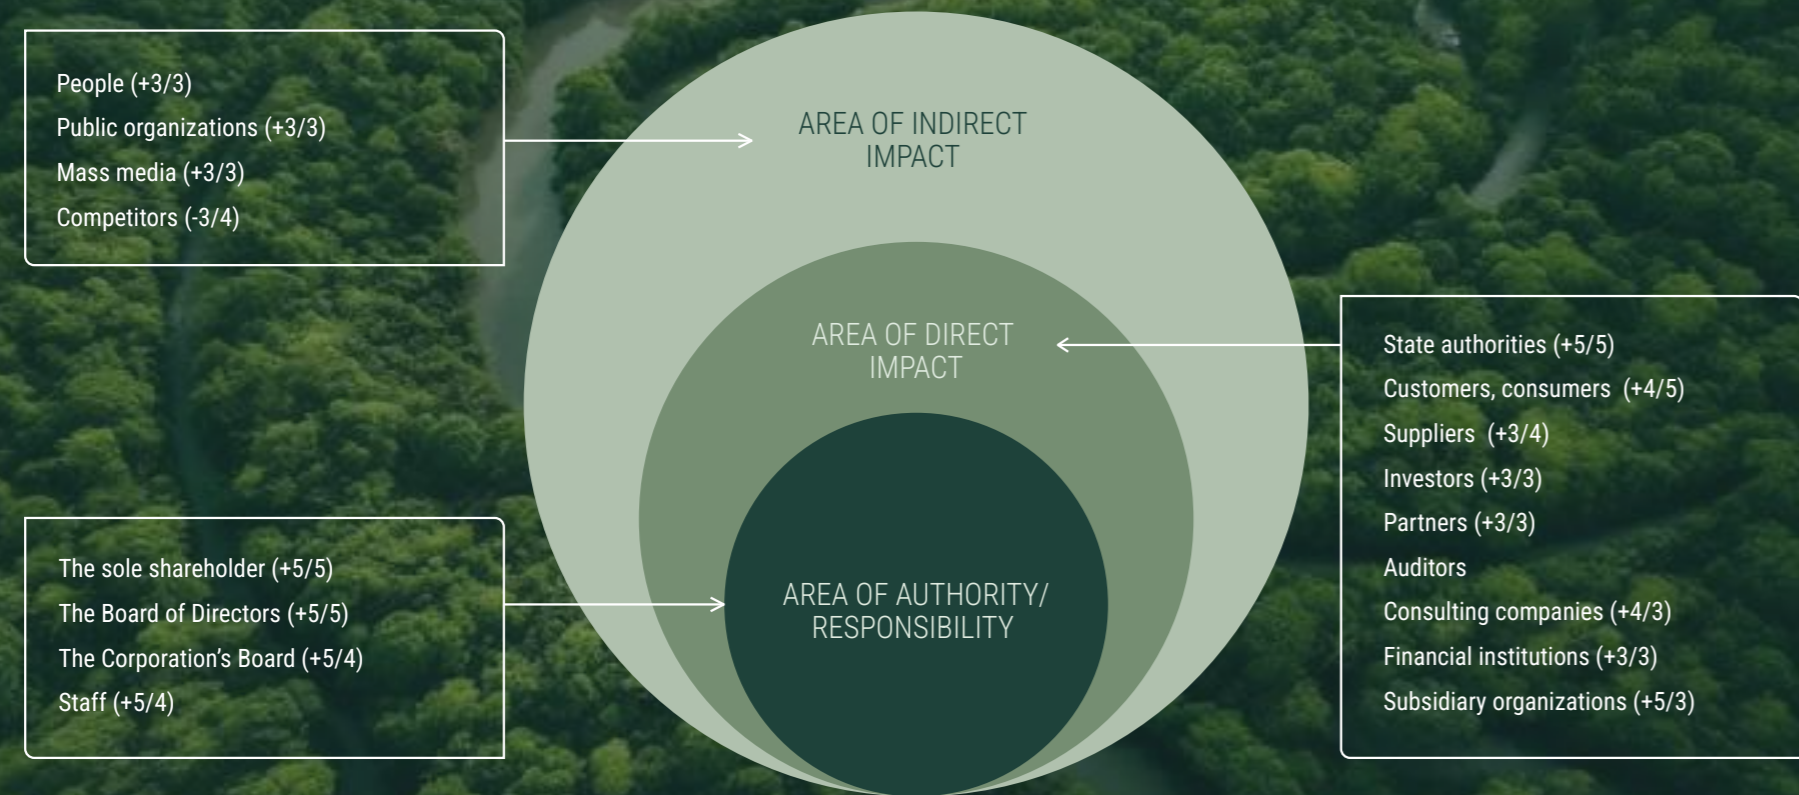 People (+3/3)
Public organizations (+3/3)
Mass media (+3/3)
Competitors (-3/4)
AREA OF INDIRECT
IMPACT
AREA OF DIRECT
IMPACT
State authorities (+5/5)
Customers, consumers (+4/5)
Suppliers (+3/4)
Investors (+3/3)
Partners (+3/3)
Auditors
Consulting companies (+4/3)
Financial institutions (+3/3)
Subsidiary organizations (+5/3)
The sole shareholder (+5/5)
The Board of Directors (+5/5)
The Corporation’s Board (+5/4)
Staff (+5/4)
AREA OF AUTHORITY/
RESPONSIBILITY